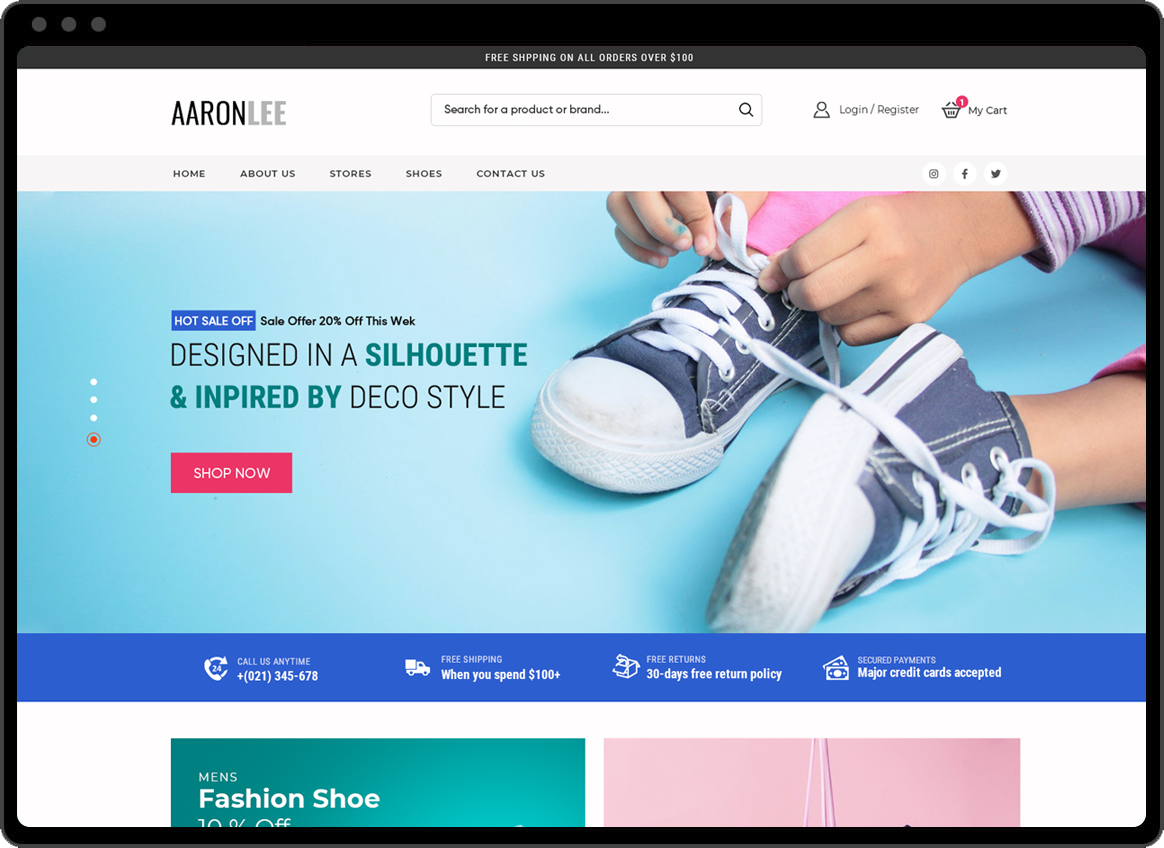 FREE SHPPING ON ALL ORDERS OVER $100
AARONLEE
Search for a product or brand...
Login / Register
1
My Cart
HOME
ABOUT US
STORES
SHOES
CONTACT US
HOT SALE OFF Sale Offer 20% Off This Wek
DESIGNED IN A SILHOUETTE
& INPIRED BY DECO STYLE
SHOP NOW
24
CALL US ANYTIME
+(021) 345-678
FREE SHIPPING
When you spend $100+
FREE RETURNS
30-days free return policy
SECURED PAYMENTS
Major credit cards accepted
MENS
Fashion Shoe
10 % Off